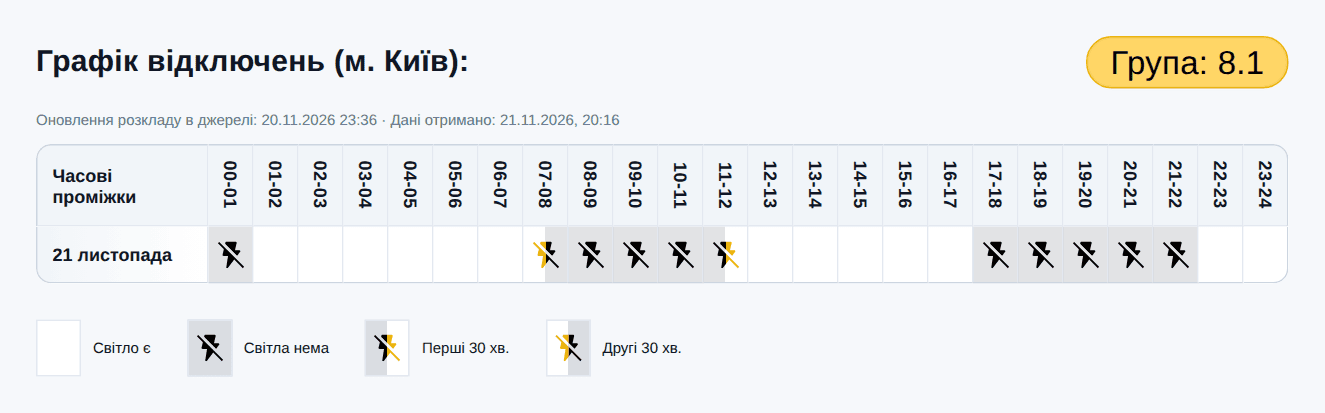 Графік відключень (м. Київ):
Група: 8.1
Оновлення розкладу в джерелі: 20.11.2026 23:36 · Дані отримано: 21.11.2026, 20:16
Часові
проміжки
00-01
01-02
02-03
03-04
04-05
05-06
06-07
07-08
08-09
09-10
10-11
11-12
12-13
13-14
14-15
15-16
16-17
17-18
18-19
19-20
20-21
21-22
22-23
23-24
21 листопада
Світло є
Світла нема
Перші 30 хв.
Другі 30 хв.